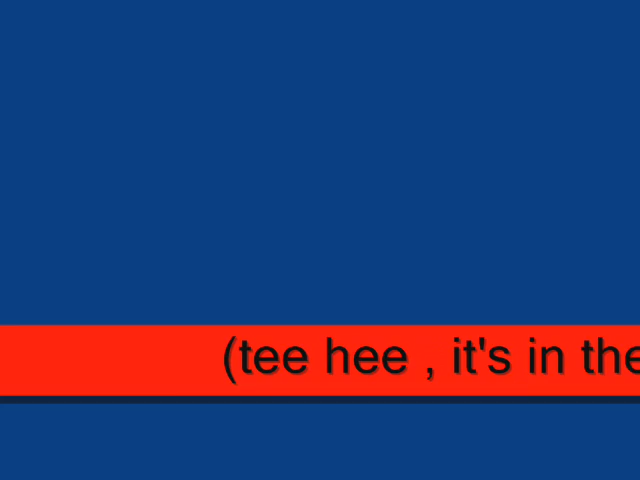 (tee hee , it's in the